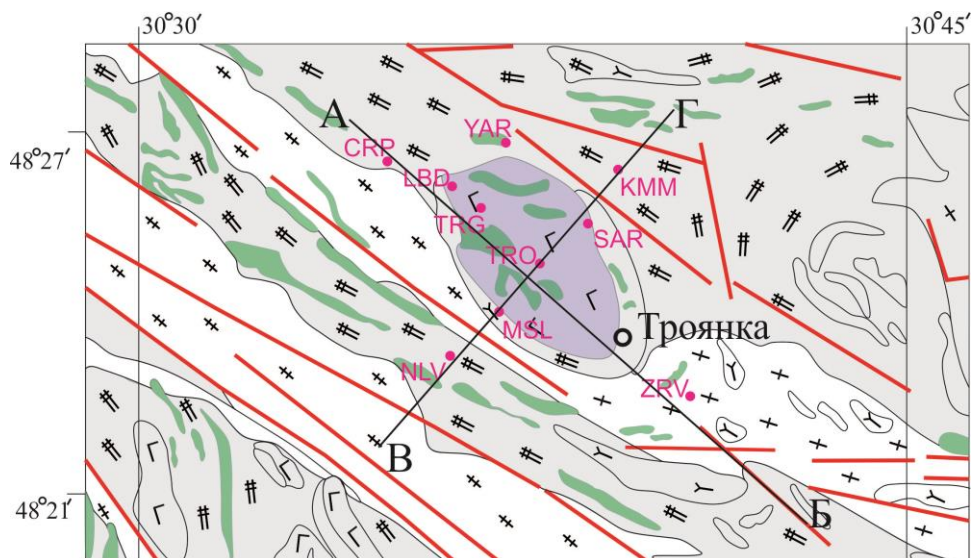 30°30′
30°45′
А
Г
YAR
CRP
48°27′
LBD
KMM
TRG
SAR
TRO
MSL
Троянка
NLV
ZRV
В
Б
48°21′